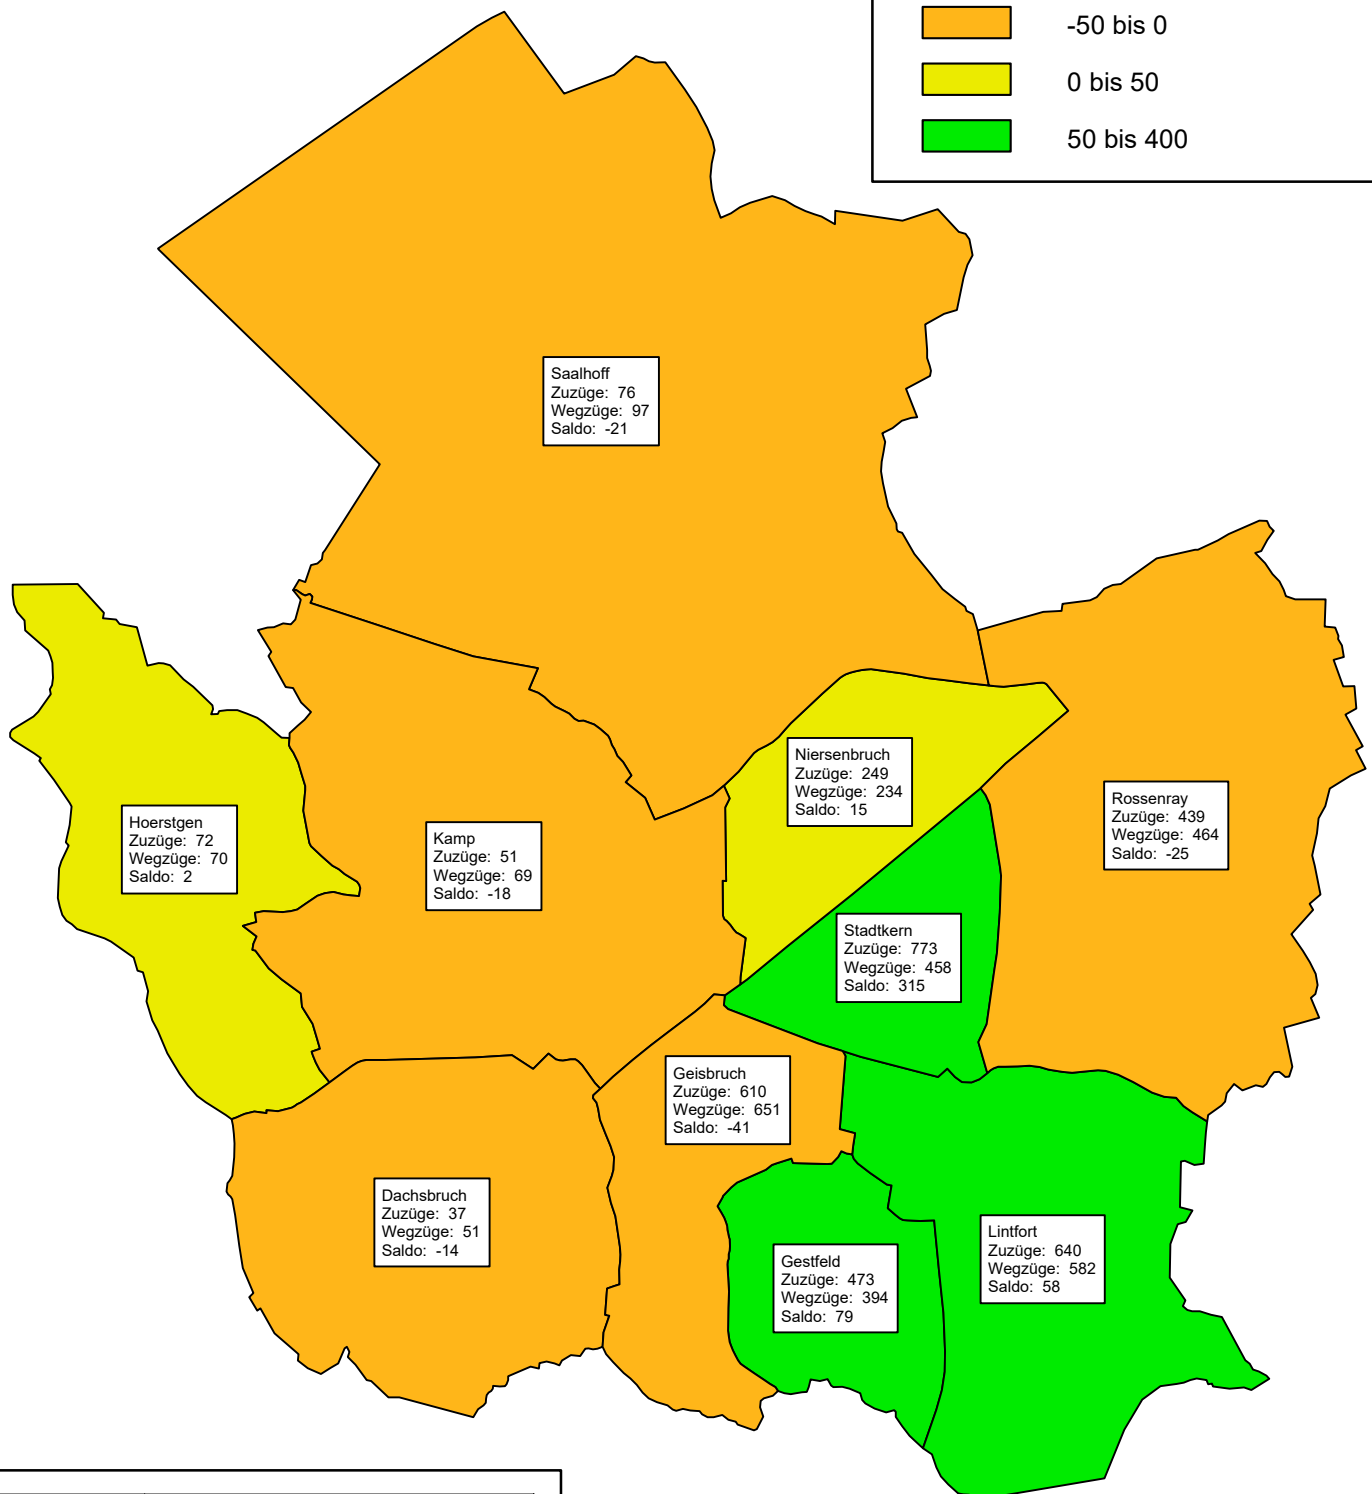 -50 bis 0
0 bis 50
50 bis 400
Saalhoff
Zuzüge: 76
Wegzüge: 97
Saldo: -21
Niersenbruch
Zuzüge: 249
Wegzüge: 234
Saldo: 15
Rossenray
Zuzüge: 439
Wegzüge: 464
Saldo: -25
Hoerstgen
Zuzüge: 72
Wegzüge: 70
Saldo: 2
Kamp
Zuzüge: 51
Wegzüge: 69
Saldo: -18
Stadtkern
Zuzüge: 773
Wegzüge: 458
Saldo: 315
Geisbruch
Zuzüge: 610
Wegzüge: 651
Saldo: -41
Dachsbruch
Zuzüge: 37
Wegzüge: 51
Saldo: -14
Lintfort
Zuzüge: 640
Wegzüge: 582
Saldo: 58
Gestfeld
Zuzüge: 473
Wegzüge: 394
Saldo: 79